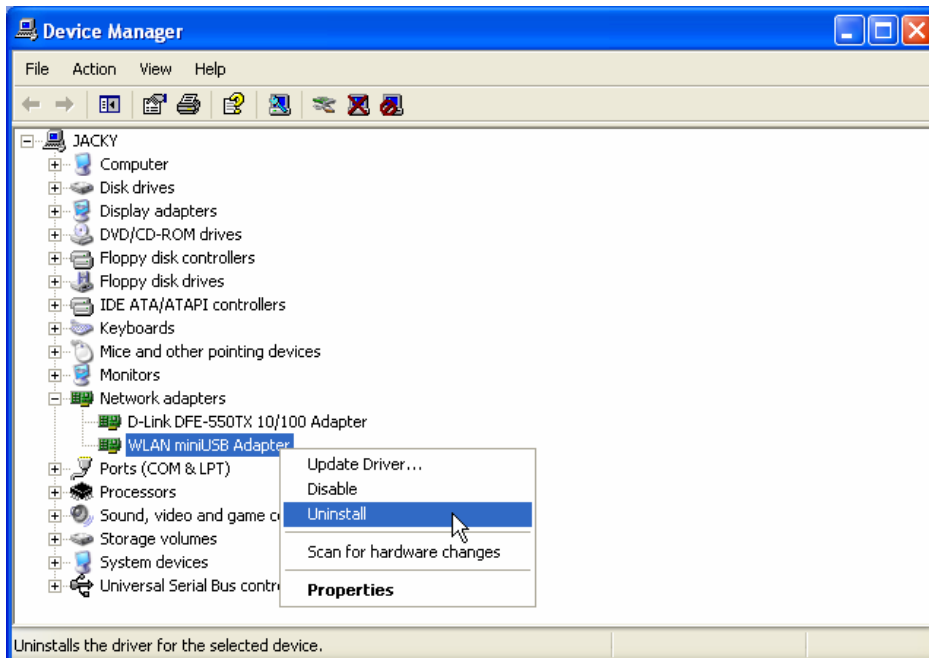 Device Manager
File Action View Help
JACKY
Computer
Disk drives
Display adapters
DVD/CD-ROM drives
Floppy disk controllers
Floppy disk drives
IDE ATA/ATAPI controllers
Keyboards
Mice and other pointing devices
Monitors
Network adapters
D-Link DFE-550TX 10/100 Adapter
WLAN miniUSB Adapter
Ports (COM & LPT)
Processors
Sound, video and game c
Storage volumes
System devices
Universal Serial Bus contr
Update Driver...
Disable
Uninstall
Scan for hardware changes
Properties
Uninstalls the driver for the selected device.